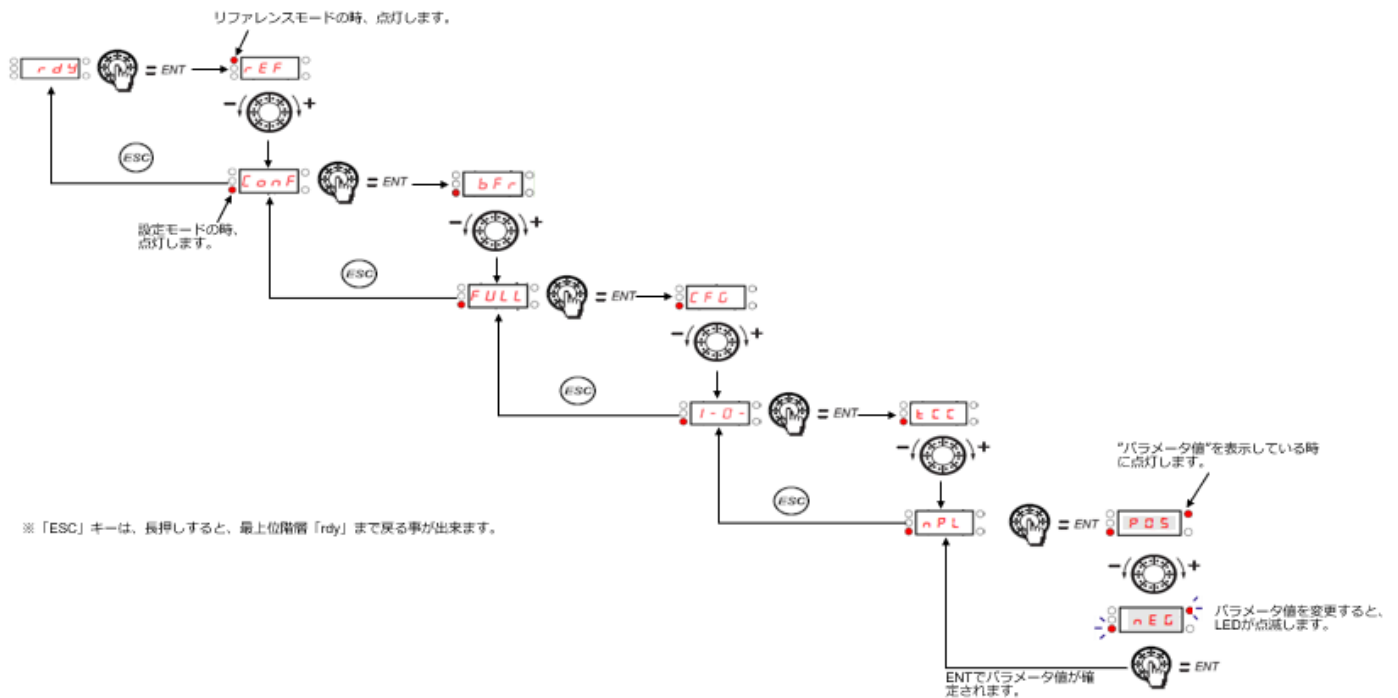 リファレンスモードの時、点灯します。
rdy
= ENT
rEF
- +
ESC
ConF
= ENT
bFr
設定モードの時、
点灯します。
- +
ESC
FULL
= ENT
CFG
- +
ESC
I-O-
= ENT
tCC
"パラメータ値"を表示している時
に点灯します。
- +
ESC
※「ESC」キーは、長押しすると、最上位階層「rdy」まで戻る事が出来ます。
nPL
= ENT
POS
- +
nEG
パラメータ値を変更すると、
LEDが点滅します。
= ENT
ENTでパラメータ値が確
定されます。